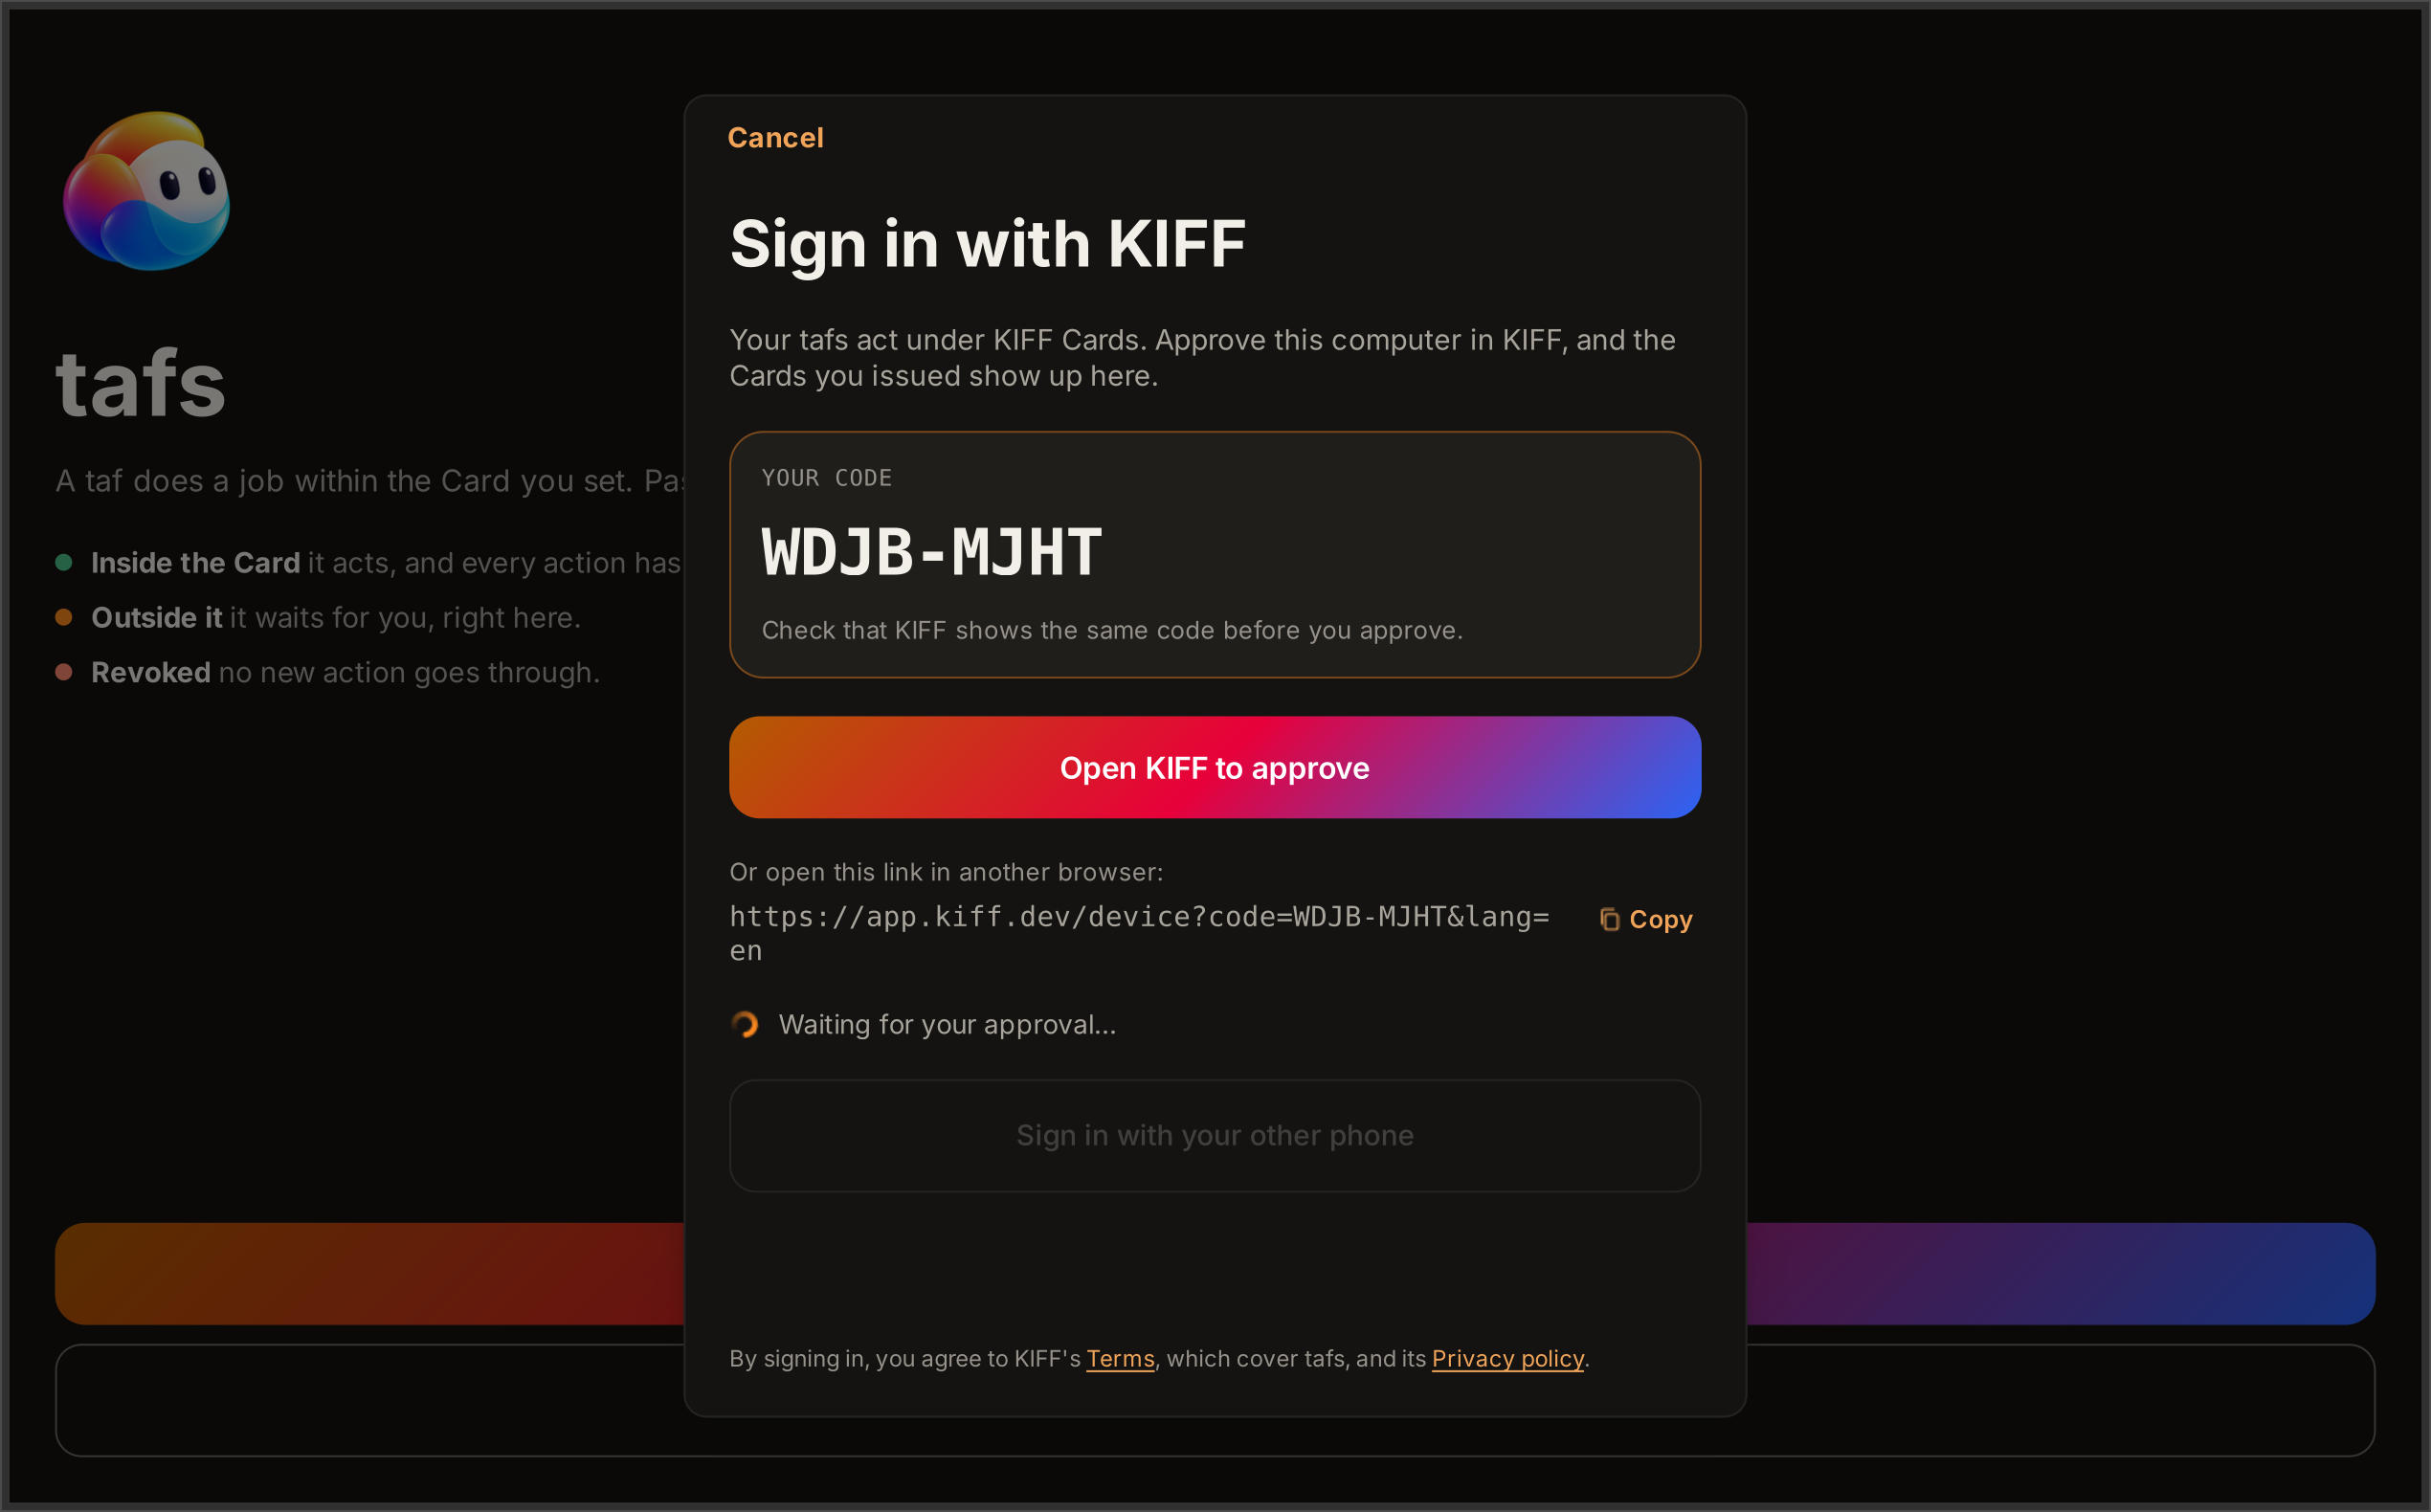 Cancel
Sign in with KIFF
Your tafs act under KIFF Cards. Approve this computer in KIFF, and the
Cards you issued show up here.
YOUR CODE
WDJB-MJHT
Check that KIFF shows the same code before you approve.
Open KIFF to approve
Or open this link in another browser:
https://app.kiff.dev/device?code=WDJB-MJHT&lang=
en
Copy
Waiting for your approval...
Sign in with your other phone
By signing in, you agree to KIFF's Terms, which cover tafs, and its Privacy policy.
tafs
A taf does a job within the Card you set.
Inside the Card it acts, and every action has
Outside it it waits for you, right here.
Revoked no new action goes through.